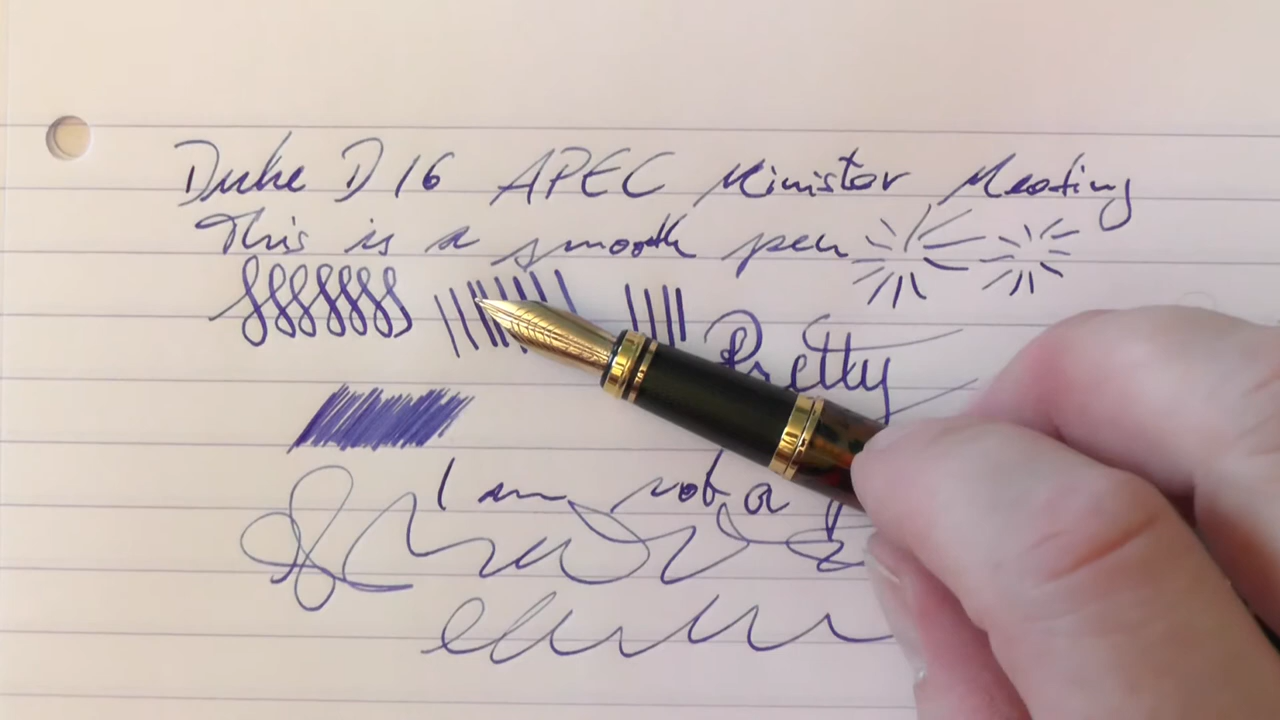 Duke D16 APEC Minister Meeting
This is a smooth pen
Pretty
I am not a